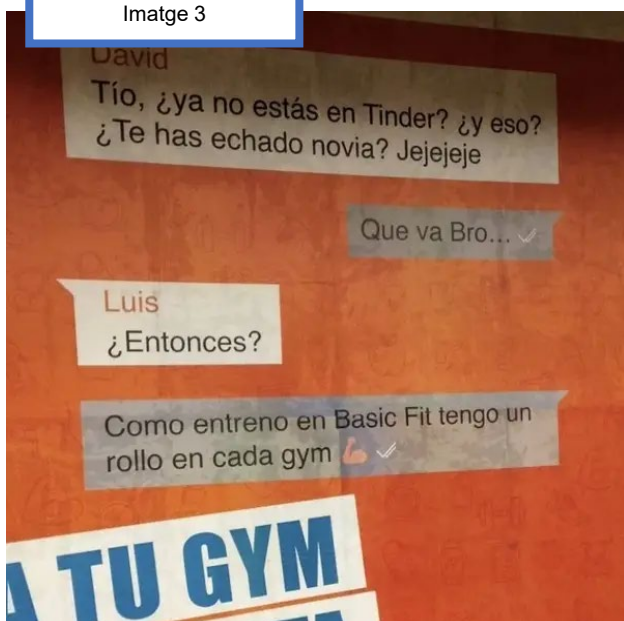 Imatge 3
David
Tío, ¿ya no estás en Tinder? ¿y eso?
¿Te has echado novia? Jejejeje
Que va Bro...
Luis
¿Entonces?
Como entreno en Basic Fit tengo un
rollo en cada gym 💪
A TU GYM